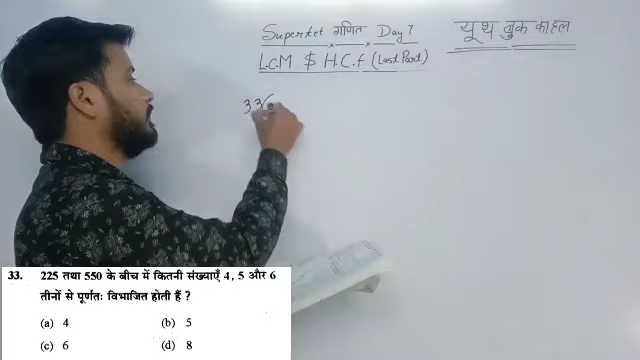 Supertet गणित Day 7
L.C.M $ H.C.f (Last Part)
यूथ बुक का हल
33
33. 225 तथा 550 के बीच में कितनी संख्याएँ 4, 5 और 6
तीनों से पूर्णतः विभाजित होती हैं ?
(a) 4 (b) 5
(c) 6 (d) 8